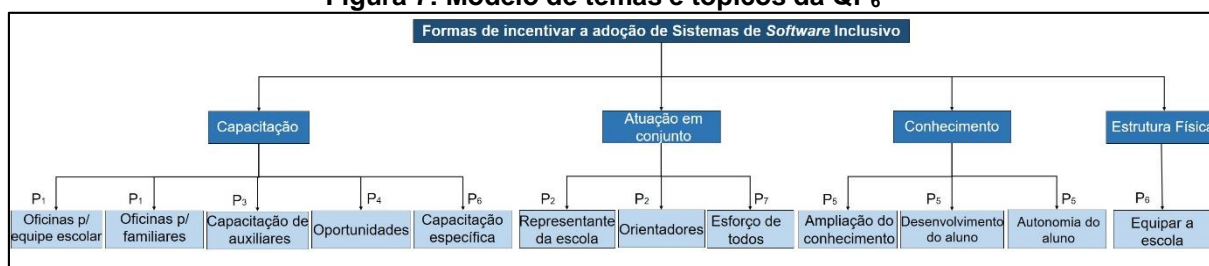 Figura 7: Modelo de temas e tópicos da QP6
Formas de incentivar a adoção de Sistemas de Software Inclusivo
Capacitação
Atuação em
conjunto
Conhecimento
Estrutura Física
P1
Oficinas p/
equipe escolar
P1
Oficinas p/
familiares
P3
Capacitação de
auxiliares
P4
Oportunidades
P6
Capacitação
específica
P2
Representante
da escola
P2
Orientadores
P7
Esforço de
todos
P5
Ampliação do
conhecimento
P5
Desenvolvimento
do aluno
P5
Autonomia do
aluno
P6
Equipar a
escola